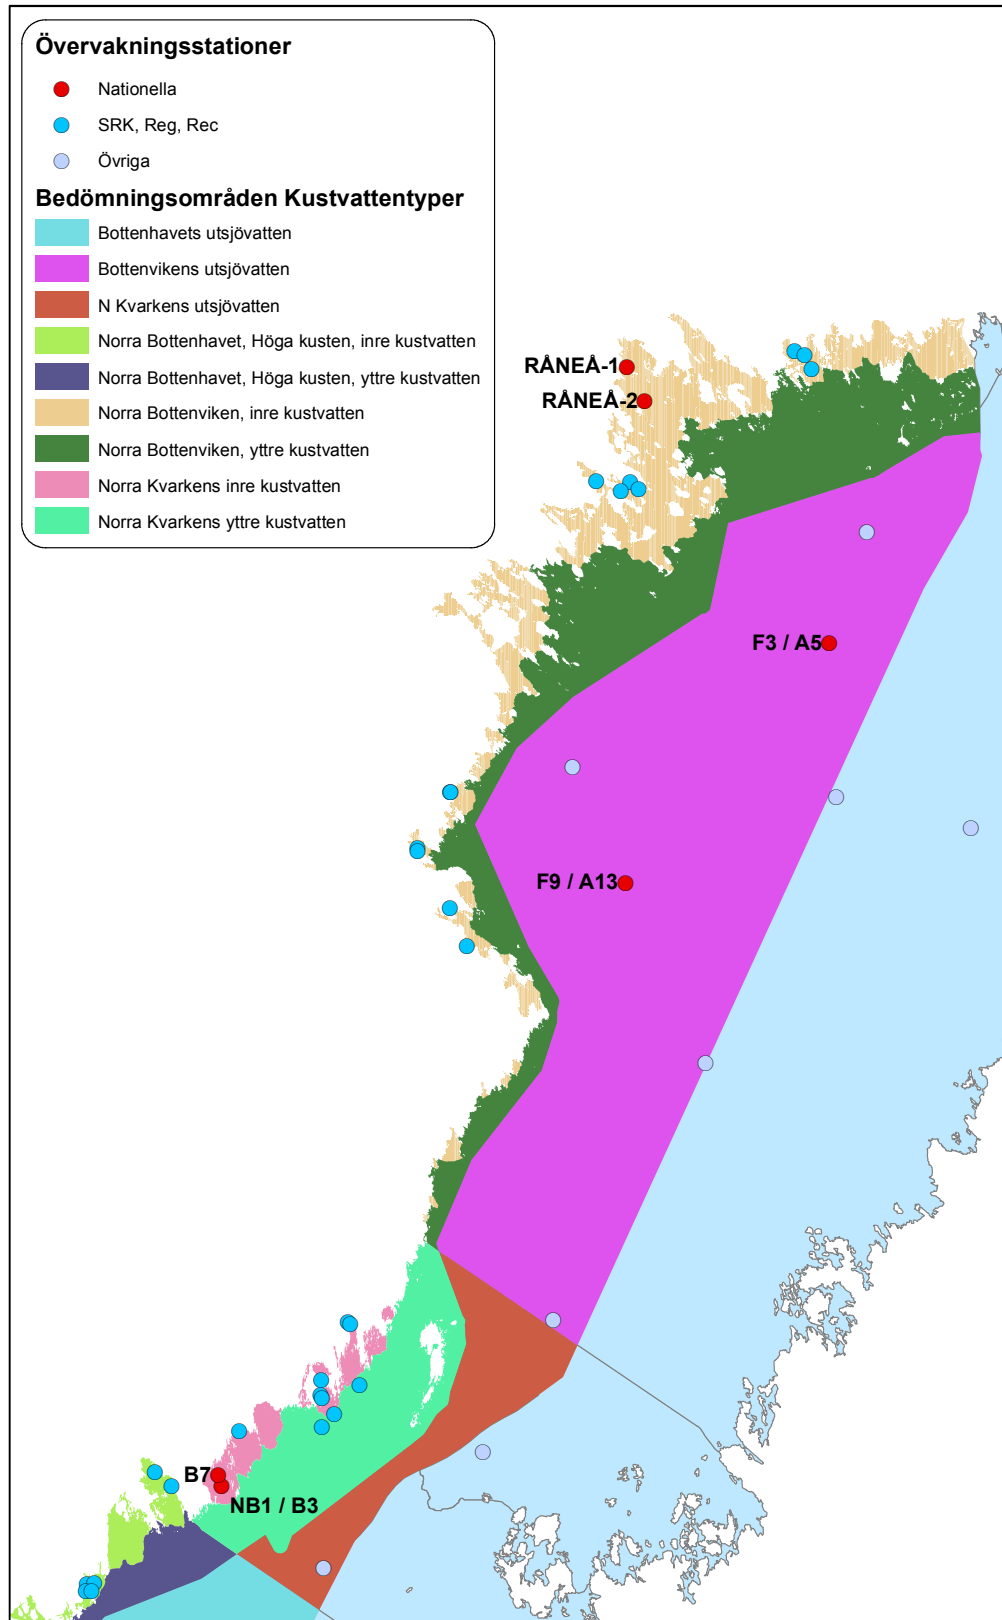 Övervakningsstationer
Nationella
SRK, Reg, Rec
Övriga
Bedömningsområden Kustvattentyper
Bottenhavets utsjövatten
Bottenvikens utsjövatten
N Kvarkens utsjövatten
Norra Bottenhavet, Höga kusten, inre kustvatten
Norra Bottenhavet, Höga kusten, yttre kustvatten
Norra Bottenviken, inre kustvatten
Norra Bottenviken, yttre kustvatten
Norra Kvarkens inre kustvatten
Norra Kvarkens yttre kustvatten
RÅNEÅ-1
RÅNEÅ-2
F3 / A5
F9 / A13
B7
NB1 / B3